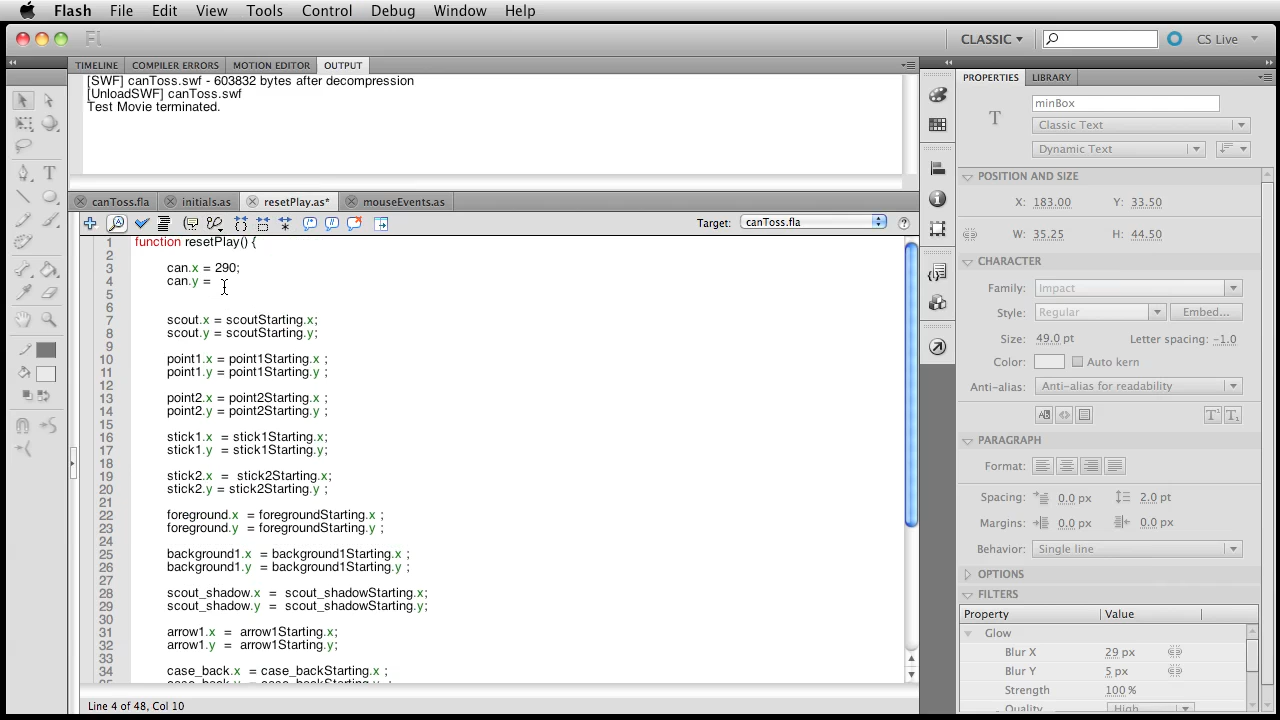 Flash File Edit View Tools Control Debug Window Help
Fl CLASSIC CS Live
TIMELINE COMPILER ERRORS MOTION EDITOR OUTPUT
[SWF] canToss.swf - 603832 bytes after decompression
[UnloadSWF] canToss.swf
Test Movie terminated.
canToss.fla initials.as resetPlay.as* mouseEvents.as
Target: canToss.fla
1 function resetPlay() {
2
3 can.x = 290;
4 can.y =
5
6
7 scout.x = scoutStarting.x;
8 scout.y = scoutStarting.y;
9
10 point1.x = point1Starting.x ;
11 point1.y = point1Starting.y ;
12
13 point2.x = point2Starting.x ;
14 point2.y = point2Starting.y ;
15
16 stick1.x = stick1Starting.x;
17 stick1.y = stick1Starting.y;
18
19 stick2.x = stick2Starting.x;
20 stick2.y = stick2Starting.y ;
21
22 foreground.x = foregroundStarting.x ;
23 foreground.y = foregroundStarting.y ;
24
25 background1.x = background1Starting.x ;
26 background1.y = background1Starting.y ;
27
28 scout_shadow.x = scout_shadowStarting.x;
29 scout_shadow.y = scout_shadowStarting.y;
30
31 arrow1.x = arrow1Starting.x;
32 arrow1.y = arrow1Starting.y;
33
34 case_back.x = case_backStarting.x ;
Line 4 of 48, Col 10
PROPERTIES LIBRARY
T minBox
Classic Text
Dynamic Text
POSITION AND SIZE
X: 183.00 Y: 33.50
W: 35.25 H: 44.50
CHARACTER
Family: Impact
Style: Regular Embed...
Size: 49.0 pt Letter spacing: -1.0
Color: Auto kern
Anti-alias: Anti-alias for readability
PARAGRAPH
Format:
Spacing: 0.0 px 2.0 pt
Margins: 0.0 px 0.0 px
Behavior: Single line
OPTIONS
FILTERS
Property Value
Glow
Blur X 29 px
Blur Y 5 px
Strength 100 %
Quality High